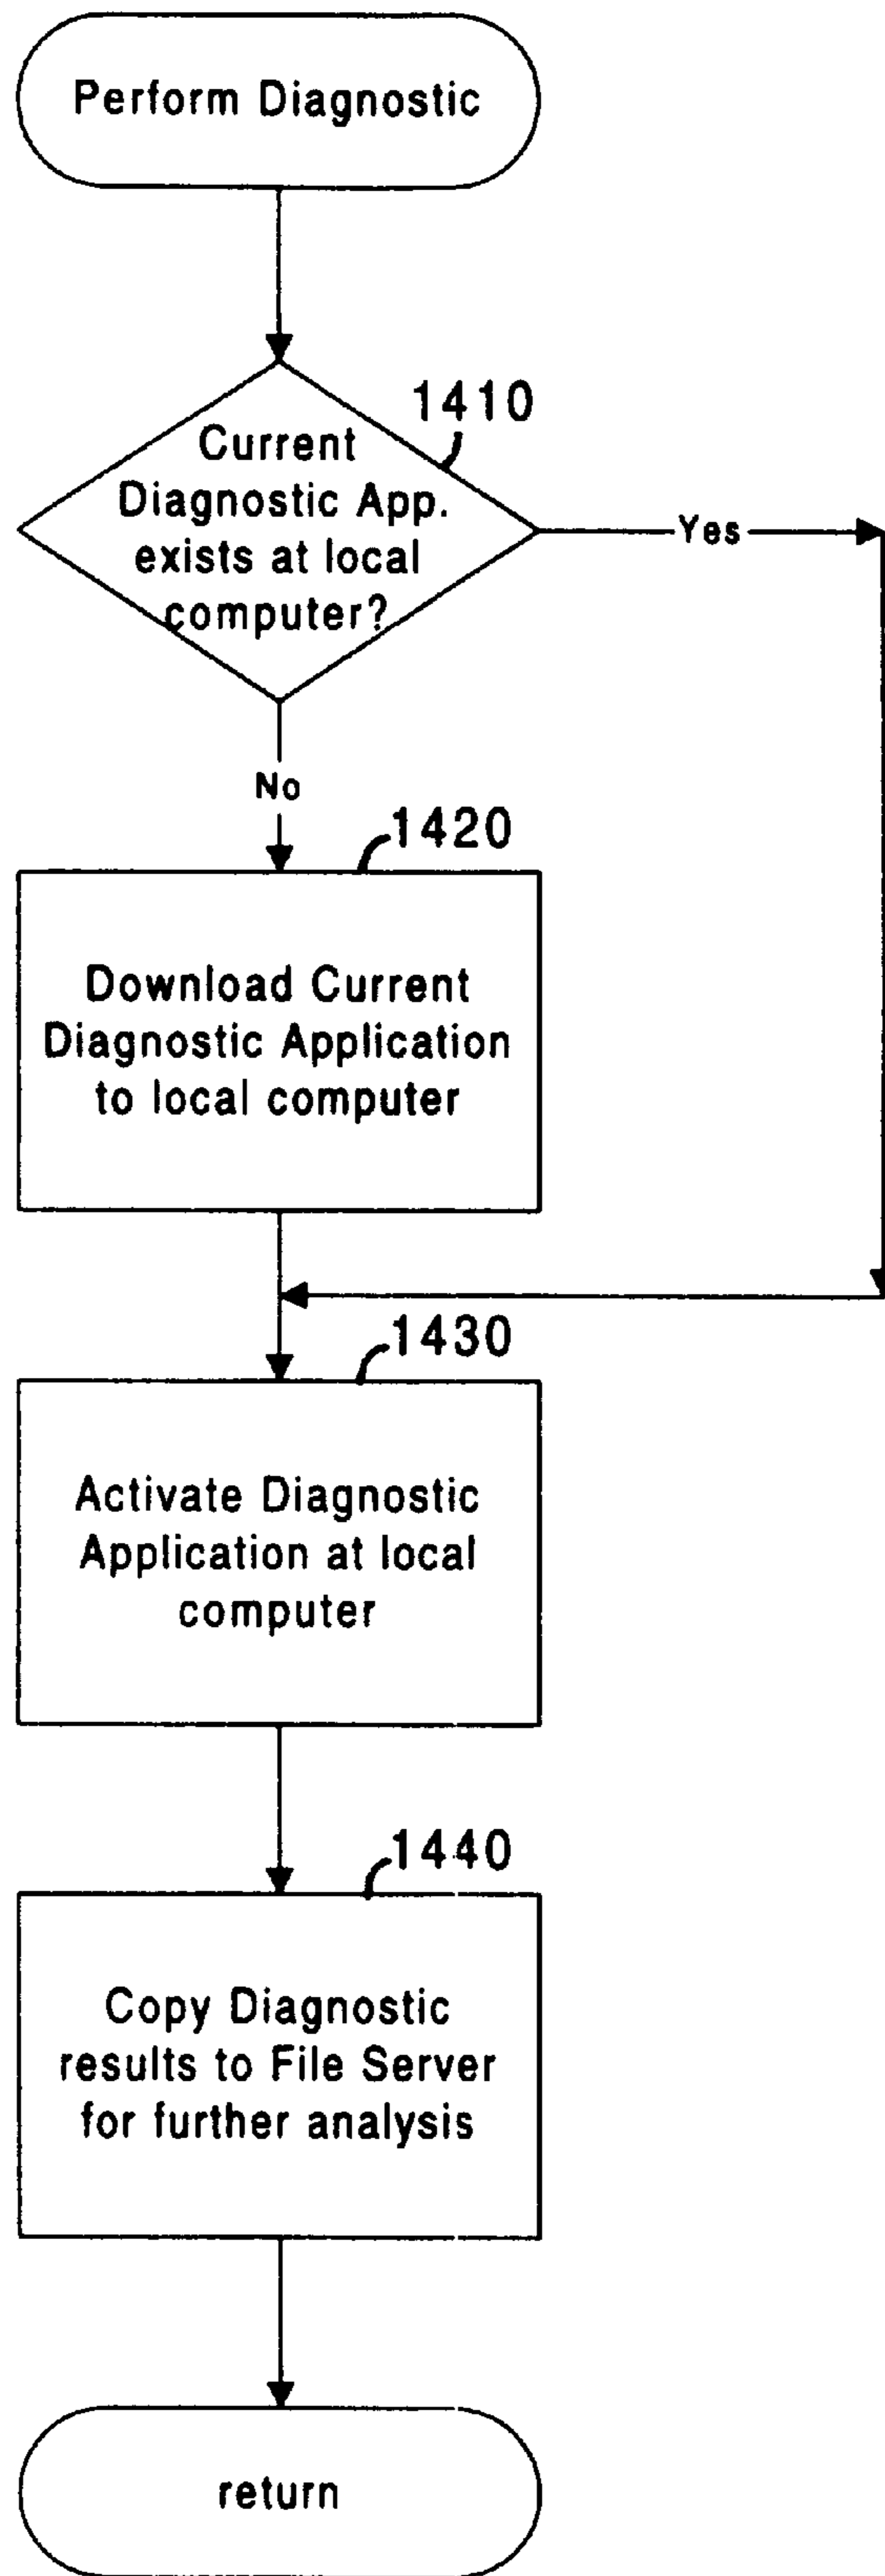 Perform Diagnostic
1410
Current
Diagnostic App.
exists at local
computer?
Yes
No
1420
Download Current
Diagnostic Application
to local computer
1430
Activate Diagnostic
Application at local
computer
1440
Copy Diagnostic
results to File Server
for further analysis
return